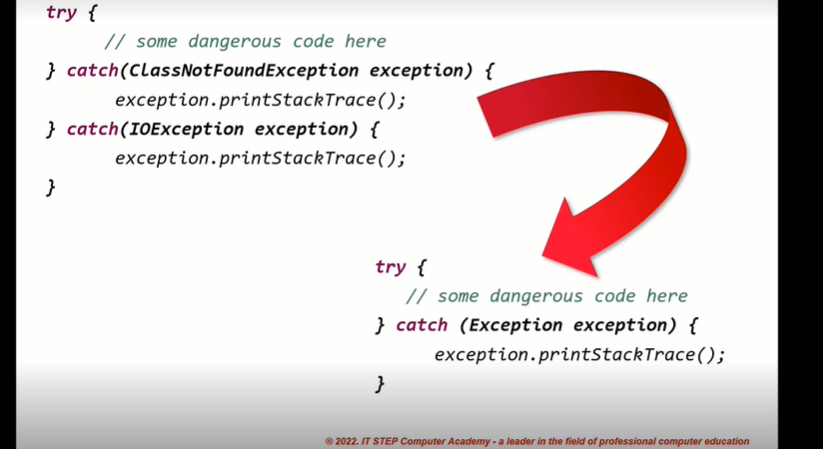 try {
// some dangerous code here
} catch(ClassNotFoundException exception) {
exception.printStackTrace();
} catch(IOException exception) {
exception.printStackTrace();
}
try {
// some dangerous code here
} catch (Exception exception) {
exception.printStackTrace();
}
® 2022. IT STEP Computer Academy - a leader in the field of professional computer education